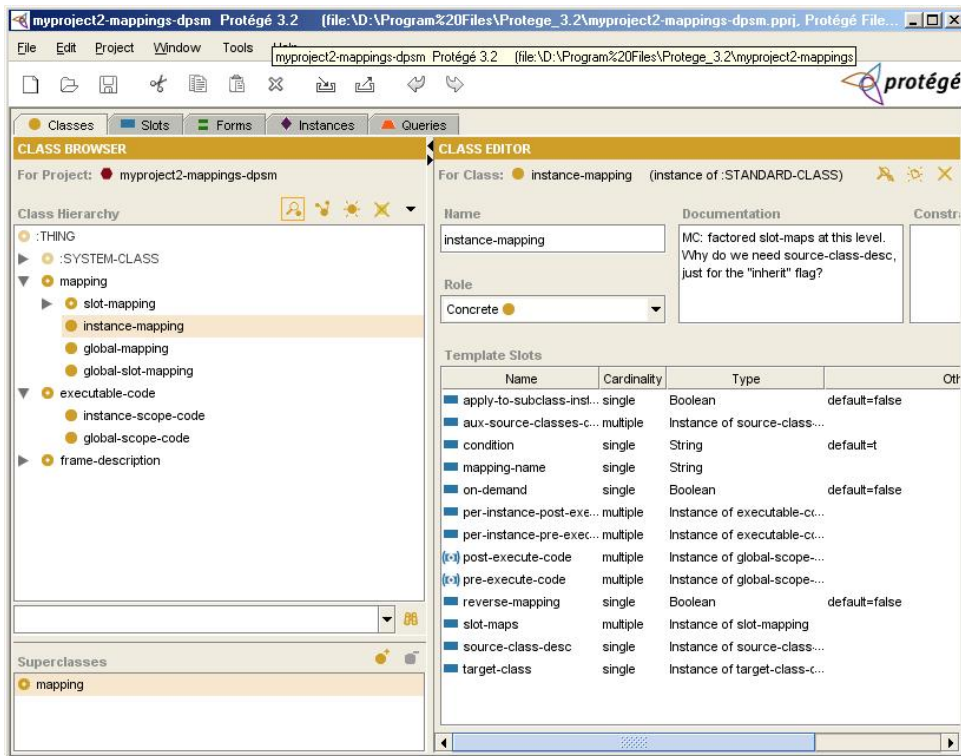 myproject2-mappings-dpsm Protégé 3.2 (file:\D:\Program%20Files\Protege_3.2\myproject2-mappings-dpsm.pprj, Protégé File...
File Edit Project Window Tools
myproject2-mappings-dpsm Protégé 3.2 (file:\D:\Program%20Files\Protege_3.2\myproject2-mappings
protégé
Classes Slots Forms Instances Queries
CLASS BROWSER
For Project: myproject2-mappings-dpsm
Class Hierarchy
:THING
:SYSTEM-CLASS
mapping
slot-mapping
instance-mapping
global-mapping
global-slot-mapping
executable-code
instance-scope-code
global-scope-code
frame-description
Superclasses
mapping
CLASS EDITOR
For Class: instance-mapping (instance of :STANDARD-CLASS)
Name Documentation Constra
instance-mapping
MC: factored slot-maps at this level.
Why do we need source-class-desc,
just for the "inherit" flag?
Role
Concrete
Template Slots
Name Cardinality Type Oth
apply-to-subclass-inst... single Boolean default=false
aux-source-classes-c... multiple Instance of source-class-...
condition single String default=t
mapping-name single String
on-demand single Boolean default=false
per-instance-post-exe... multiple Instance of executable-co...
per-instance-pre-exec... multiple Instance of executable-co...
post-execute-code multiple Instance of global-scope-...
pre-execute-code multiple Instance of global-scope-...
reverse-mapping single Boolean default=false
slot-maps multiple Instance of slot-mapping
source-class-desc single Instance of source-class-...
target-class single Instance of target-class-c...